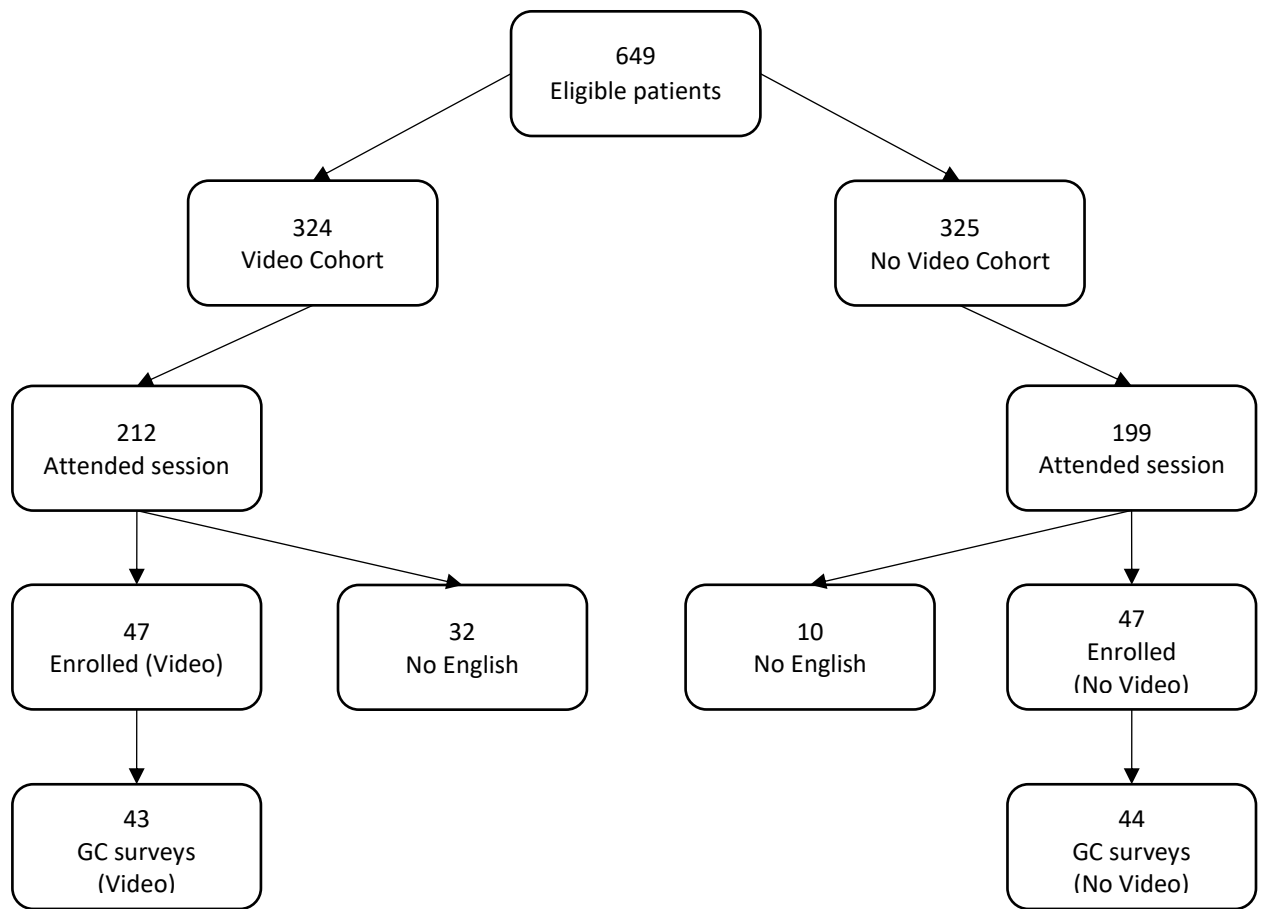 649
Eligible patients
324
Video Cohort
325
No Video Cohort
212
Attended session
199
Attended session
47
Enrolled (Video)
32
No English
10
No English
47
Enrolled
(No Video)
43
GC surveys
(Video)
44
GC surveys
(No Video)